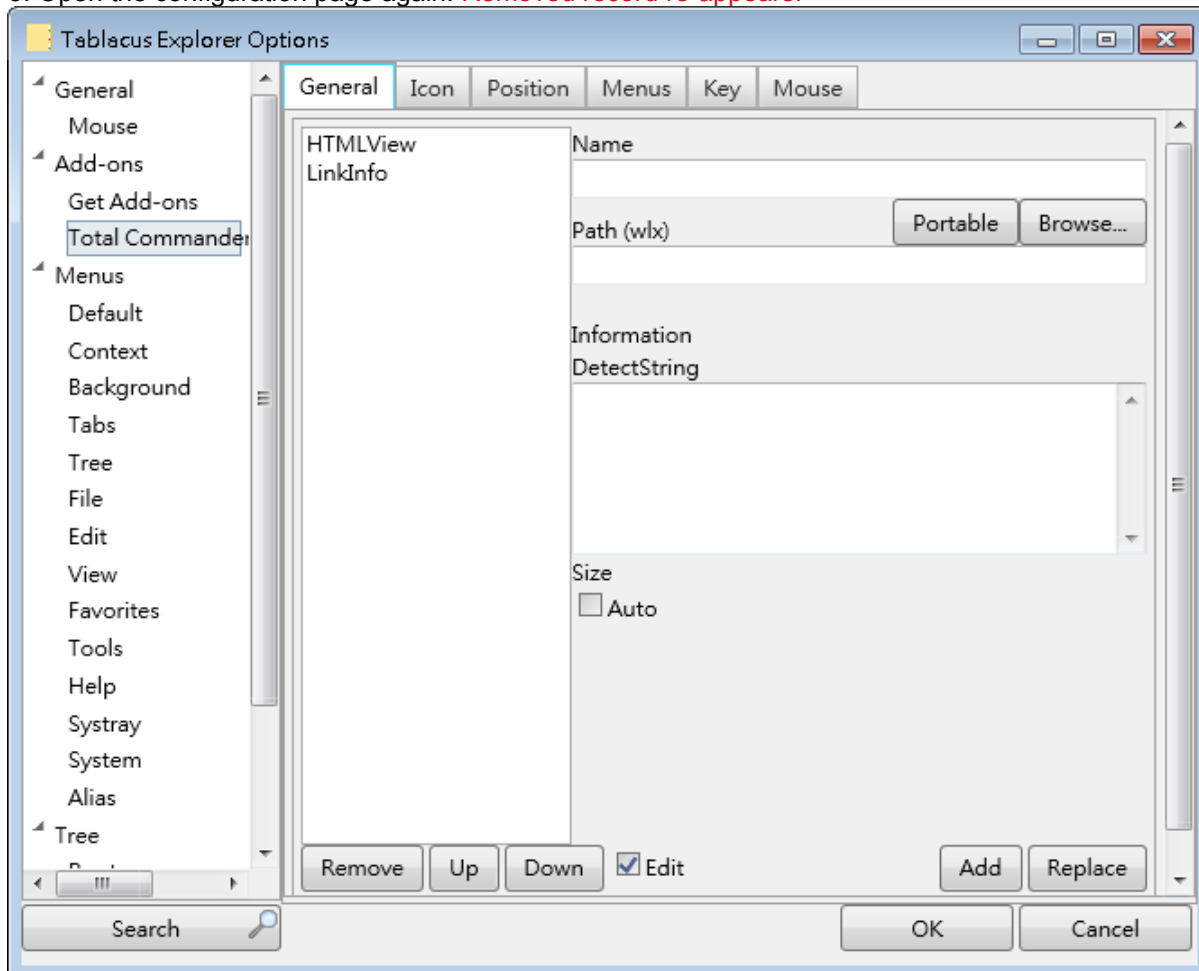 Tablacus Explorer Options
General
Mouse
Add-ons
Get Add-ons
Total Commander
Menus
Default
Context
Background
Tabs
Tree
File
Edit
View
Favorites
Tools
Help
Systray
System
Alias
Tree
Search
General Icon Position Menus Key Mouse
HTMLView
LinkInfo
Name
Path (wlx) Portable Browse...
Information
DetectString
Size
Auto
Remove Up Down Edit Add Replace
OK Cancel